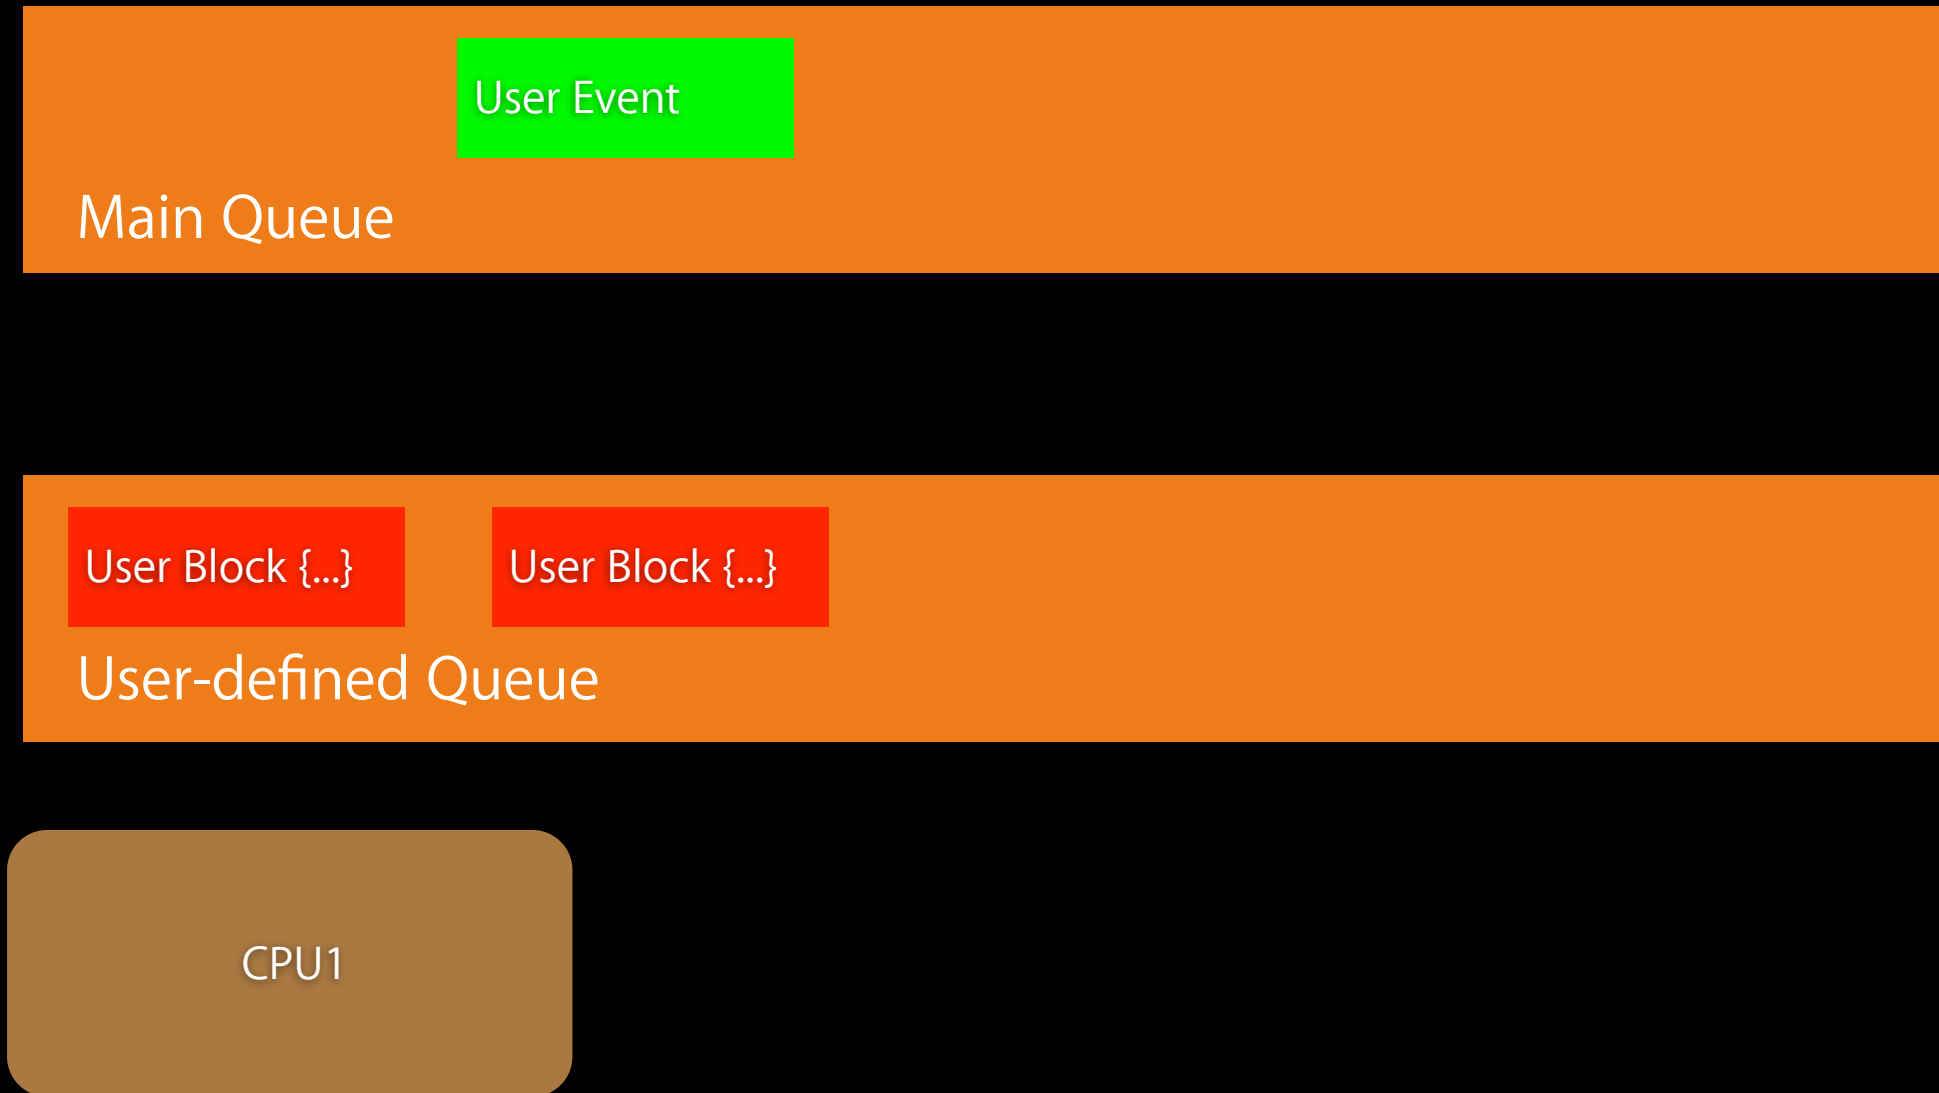 User Event
Main Queue
User Block {...} User Block {...}
User-defined Queue
CPU1